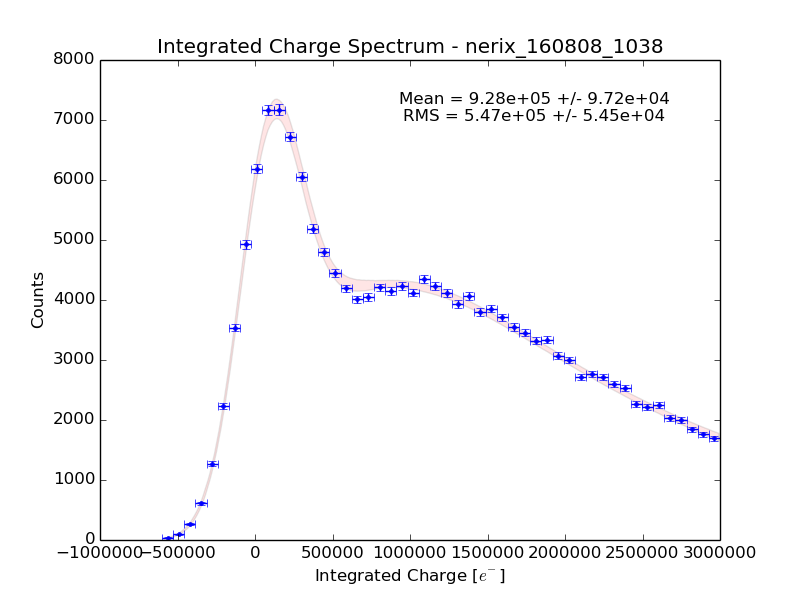 Integrated Charge Spectrum - nerix_160808_1038
8000
Mean = 9.28e+05 +/- 9.72e+04
RMS = 5.47e+05 +/- 5.45e+04
7000
6000
5000
4000
3000
2000
1000
0
Counts
−1000000 −500000 0 500000 1000000 1500000 2000000 2500000 3000000
Integrated Charge [e⁻]